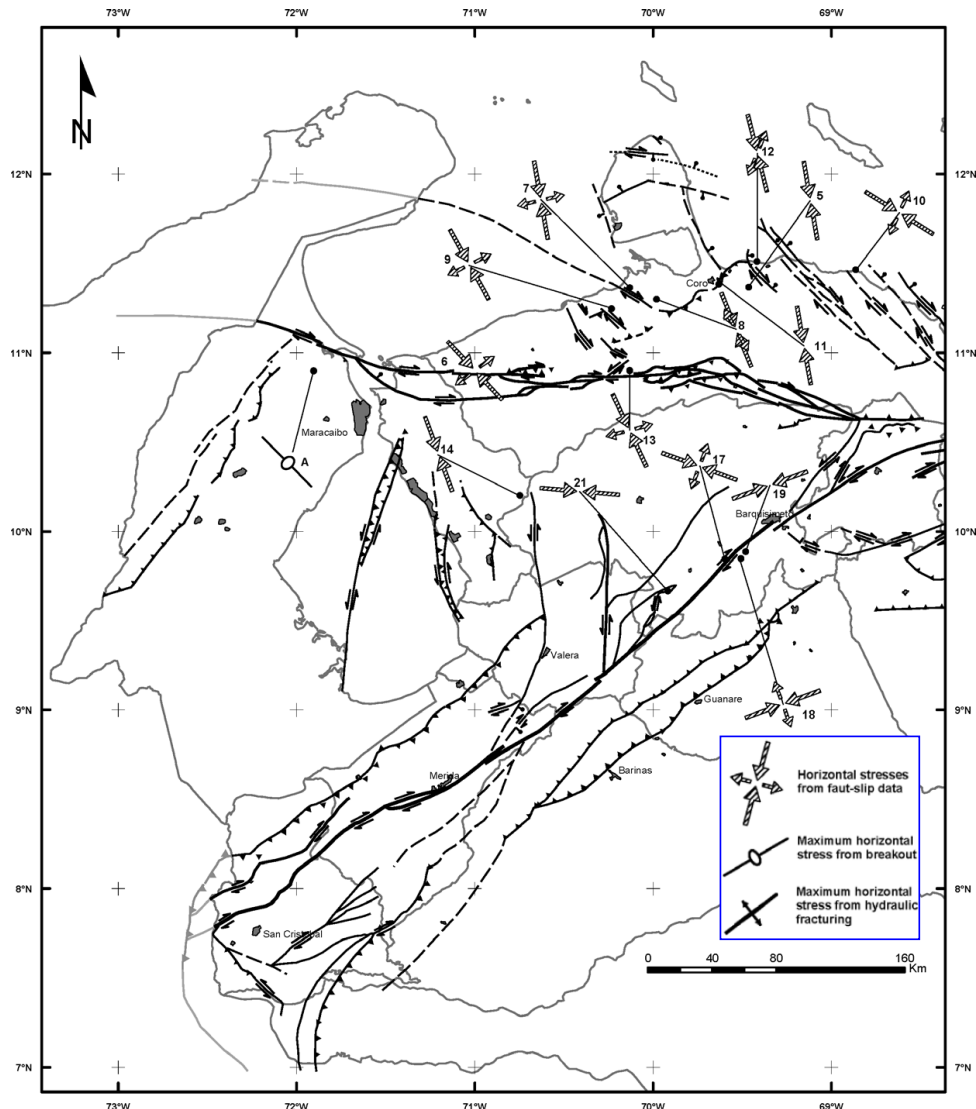 73°W 72°W 71°W 70°W 69°W
N
12°N 12°N
12
7 5 10
9
Coro
8
11
11°N 11°N
6
Maracaibo
13
14
A
17
21 19
Barquisimeto
10°N 10°N
Valera
Guanare
9°N 9°N
18
Merida
Barinas
Horizontal stresses
from faut-slip data
Maximum horizontal
stress from breakout
Maximum horizontal
stress from hydraulic
fracturing
8°N 8°N
San Cristobal
0 40 80 160
Km
7°N 7°N
73°W 72°W 71°W 70°W 69°W